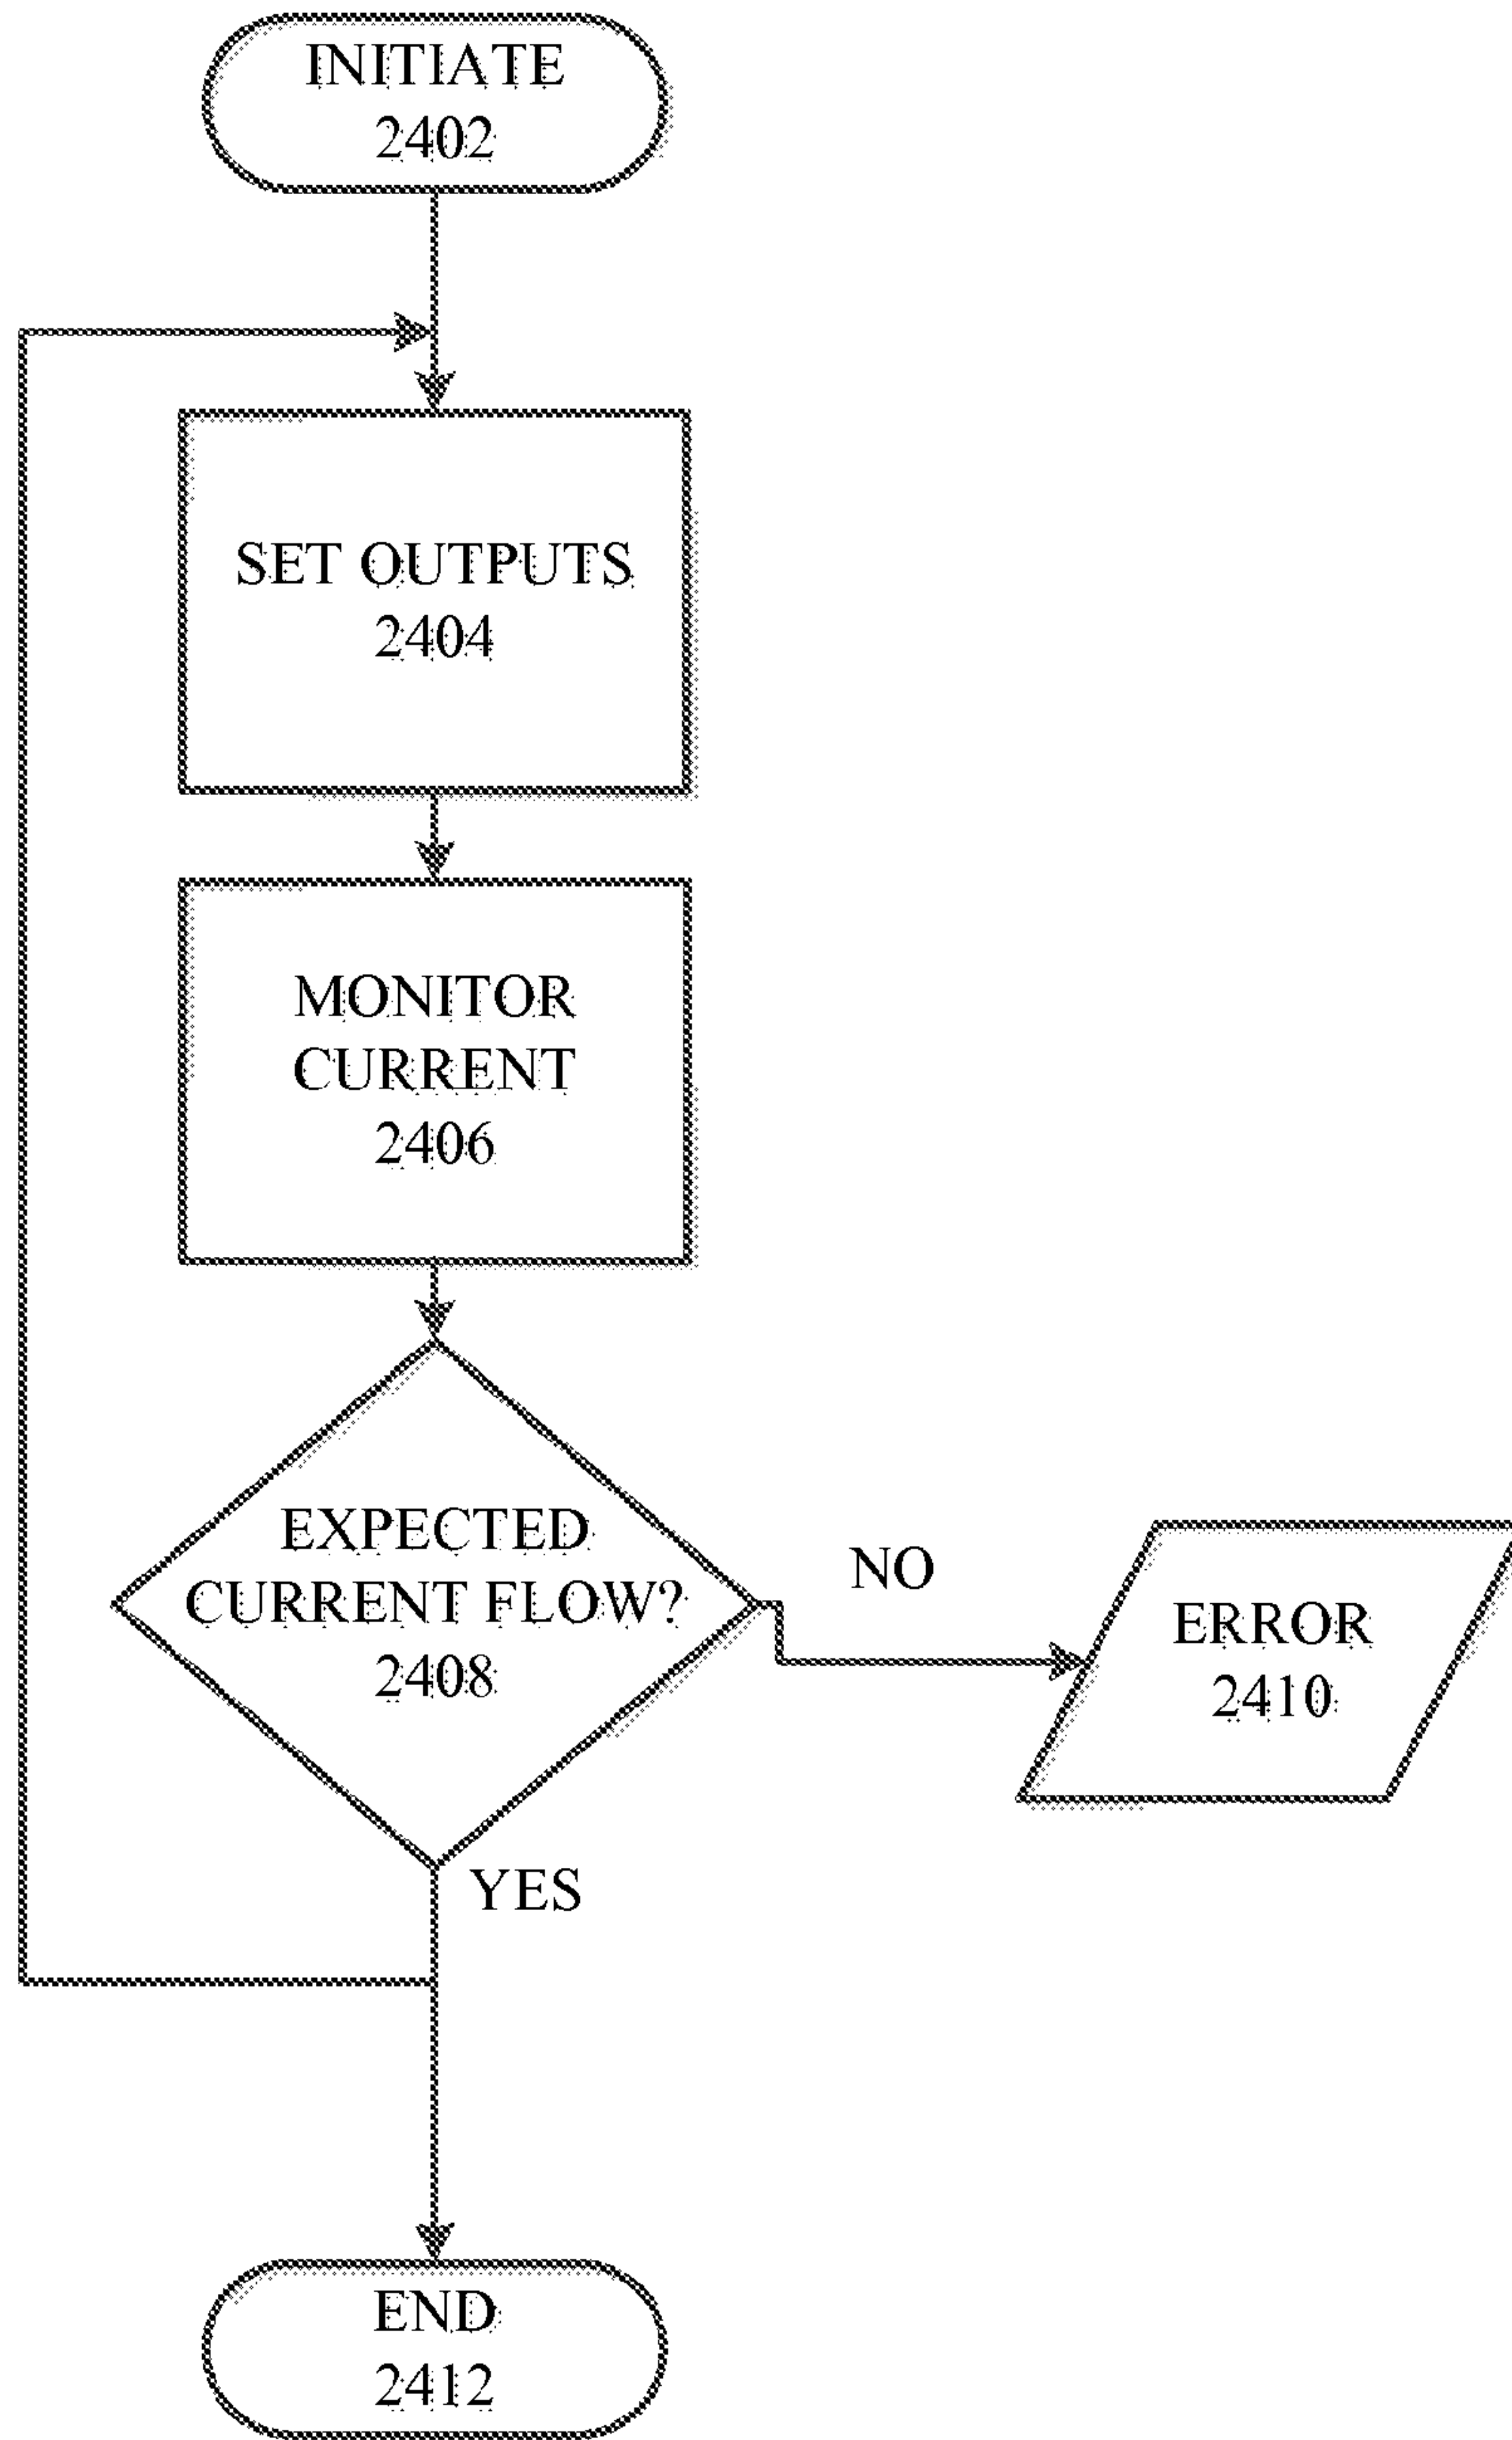 INITIATE
2402
SET OUTPUTS
2404
MONITOR
CURRENT
2406
EXPECTED
CURRENT FLOW?
2408
NO
ERROR
2410
YES
END
2412